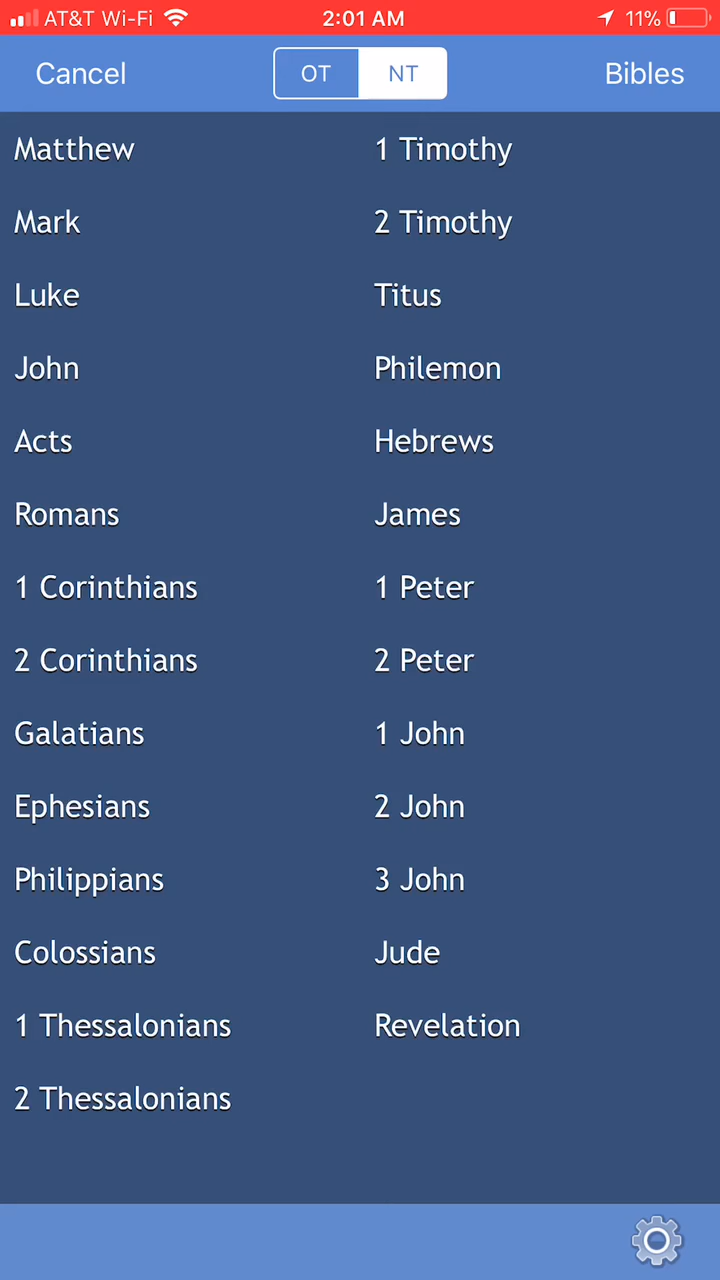 AT&T Wi-Fi 2:01 AM 11%
Cancel OT NT Bibles
Matthew
Mark
Luke
John
Acts
Romans
1 Corinthians
2 Corinthians
Galatians
Ephesians
Philippians
Colossians
1 Thessalonians
2 Thessalonians
1 Timothy
2 Timothy
Titus
Philemon
Hebrews
James
1 Peter
2 Peter
1 John
2 John
3 John
Jude
Revelation